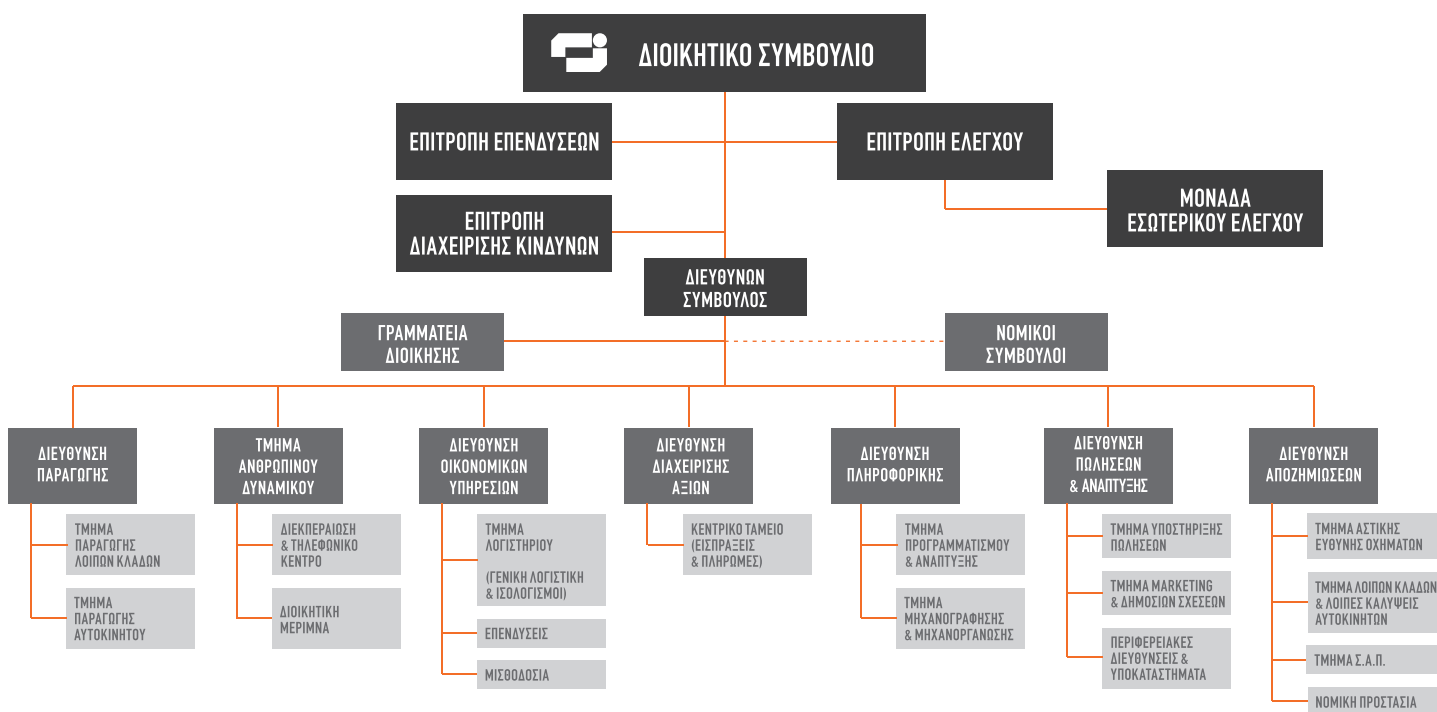 ΔΙΟΙΚΗΤΙΚΟ ΣΥΜΒΟΥΛΙΟ
ΕΠΙΤΡΟΠΗ ΕΠΕΝΔΥΣΕΩΝ
ΕΠΙΤΡΟΠΗ ΕΛΕΓΧΟΥ
ΕΠΙΤΡΟΠΗ
ΔΙΑΧΕΙΡΙΣΗΣ ΚΙΝΔΥΝΩΝ
ΜΟΝΑΔΑ
ΕΣΩΤΕΡΙΚΟΥ ΕΛΕΓΧΟΥ
ΔΙΕΥΘΥΝΩΝ
ΣΥΜΒΟΥΛΟΣ
ΓΡΑΜΜΑΤΕΙΑ
ΔΙΟΙΚΗΣΗΣ
ΝΟΜΙΚΟΙ
ΣΥΜΒΟΥΛΟΙ
ΔΙΕΥΘΥΝΣΗ
ΠΑΡΑΓΩΓΗΣ
ΤΜΗΜΑ
ΠΑΡΑΓΩΓΗΣ
ΛΟΙΠΩΝ ΚΛΑΔΩΝ
ΤΜΗΜΑ
ΠΑΡΑΓΩΓΗΣ
ΑΥΤΟΚΙΝΗΤΟΥ
ΤΜΗΜΑ
ΑΝΘΡΩΠΙΝΟΥ
ΔΥΝΑΜΙΚΟΥ
ΔΙΕΚΠΕΡΑΙΩΣΗ
& ΤΗΛΕΦΩΝΙΚΟ
ΚΕΝΤΡΟ
ΔΙΟΙΚΗΤΙΚΗ
ΜΕΡΙΜΝΑ
ΔΙΕΥΘΥΝΣΗ
ΟΙΚΟΝΟΜΙΚΩΝ
ΥΠΗΡΕΣΙΩΝ
ΤΜΗΜΑ
ΛΟΓΙΣΤΗΡΙΟΥ
(ΓΕΝΙΚΗ ΛΟΓΙΣΤΙΚΗ
& ΙΣΟΛΟΓΙΣΜΟΙ)
ΕΠΕΝΔΥΣΕΙΣ
ΜΙΣΘΟΔΟΣΙΑ
ΔΙΕΥΘΥΝΣΗ
ΔΙΑΧΕΙΡΙΣΗΣ
ΑΞΙΩΝ
ΚΕΝΤΡΙΚΟ ΤΑΜΕΙΟ
(ΕΙΣΠΡΑΞΕΙΣ
& ΠΛΗΡΩΜΕΣ)
ΔΙΕΥΘΥΝΣΗ
ΠΛΗΡΟΦΟΡΙΚΗΣ
ΤΜΗΜΑ
ΠΡΟΓΡΑΜΜΑΤΙΣΜΟΥ
& ΑΝΑΠΤΥΞΗΣ
ΤΜΗΜΑ
ΜΗΧΑΝΟΓΡΑΦΗΣΗΣ
& ΜΗΧΑΝΟΡΓΑΝΩΣΗΣ
ΔΙΕΥΘΥΝΣΗ
ΠΩΛΗΣΕΩΝ
& ΑΝΑΠΤΥΞΗΣ
ΤΜΗΜΑ ΥΠΟΣΤΗΡΙΞΗΣ
ΠΩΛΗΣΕΩΝ
ΤΜΗΜΑ MARKETING
& ΔΗΜΟΣΙΩΝ ΣΧΕΣΕΩΝ
ΠΕΡΙΦΕΡΕΙΑΚΕΣ
ΔΙΕΥΘΥΝΣΕΙΣ &
ΥΠΟΚΑΤΑΣΤΗΜΑΤΑ
ΔΙΕΥΘΥΝΣΗ
ΑΠΟΖΗΜΙΩΣΕΩΝ
ΤΜΗΜΑ ΑΣΤΙΚΗΣ
ΕΥΘΥΝΗΣ ΟΧΗΜΑΤΩΝ
ΤΜΗΜΑ ΛΟΙΠΩΝ ΚΛΑΔΩΝ
& ΛΟΙΠΕΣ ΚΑΛΥΨΕΙΣ
ΑΥΤΟΚΙΝΗΤΩΝ
ΤΜΗΜΑ Σ.Α.Π.
ΝΟΜΙΚΗ ΠΡΟΣΤΑΣΙΑ